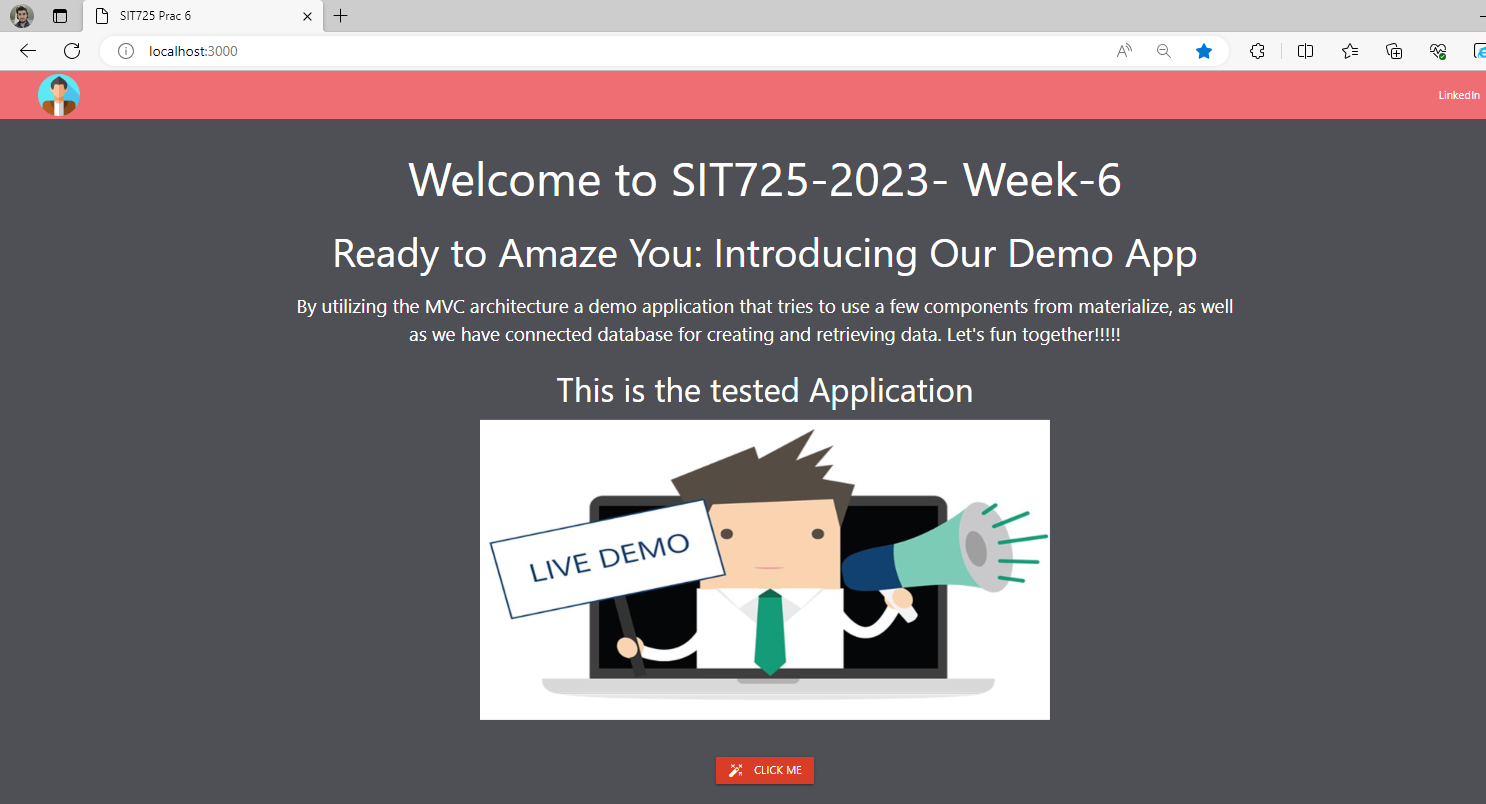 SIT725 Prac 6
localhost:3000
LinkedIn
Welcome to SIT725-2023- Week-6
Ready to Amaze You: Introducing Our Demo App
By utilizing the MVC architecture a demo application that tries to use a few components from materialize, as well
as we have connected database for creating and retrieving data. Let's fun together!!!!!
This is the tested Application
LIVE DEMO
CLICK ME